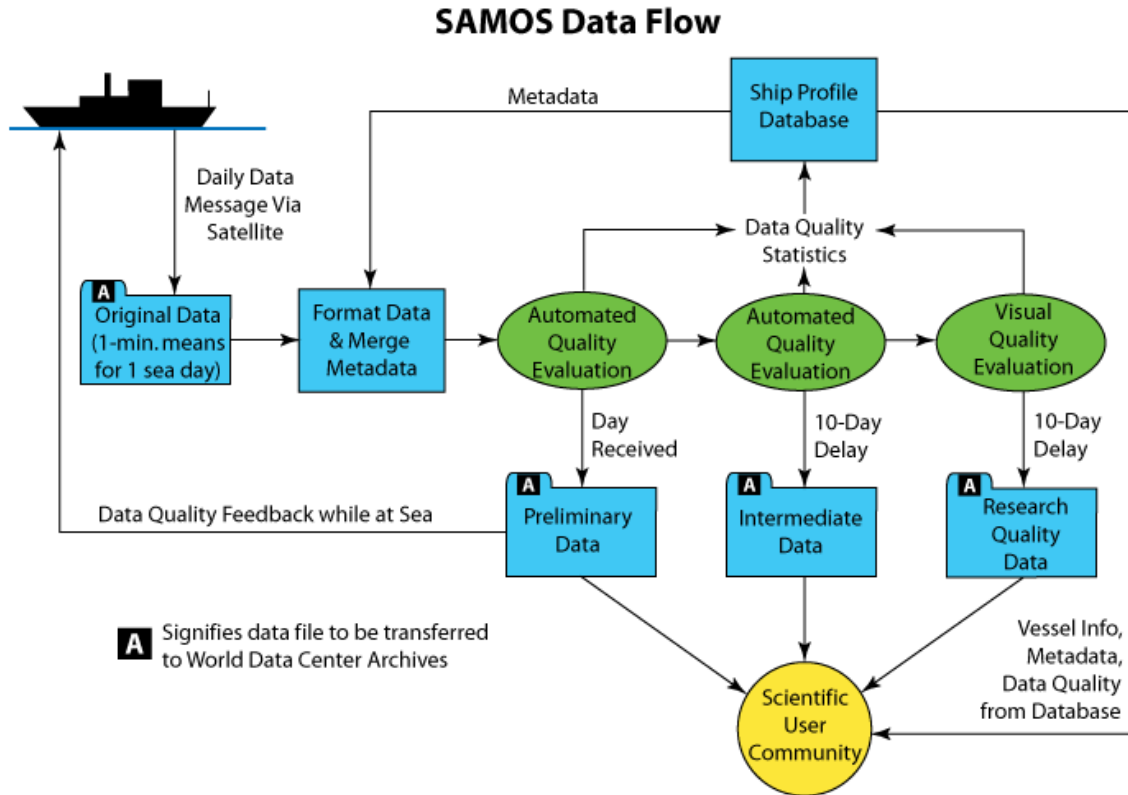 SAMOS Data Flow
Metadata
Ship Profile
Database
Daily Data
Message Via
Satellite
Data Quality
Statistics
A
Original Data
(1-min. means
for 1 sea day)
Format Data
& Merge
Metadata
Automated
Quality
Evaluation
Automated
Quality
Evaluation
Visual
Quality
Evaluation
Day
Received
10-Day
Delay
10-Day
Delay
Data Quality Feedback while at Sea
A
Preliminary
Data
A
Intermediate
Data
A
Research
Quality
Data
A
Signifies data file to be transferred
to World Data Center Archives
Vessel Info,
Metadata,
Data Quality
from Database
Scientific
User
Community